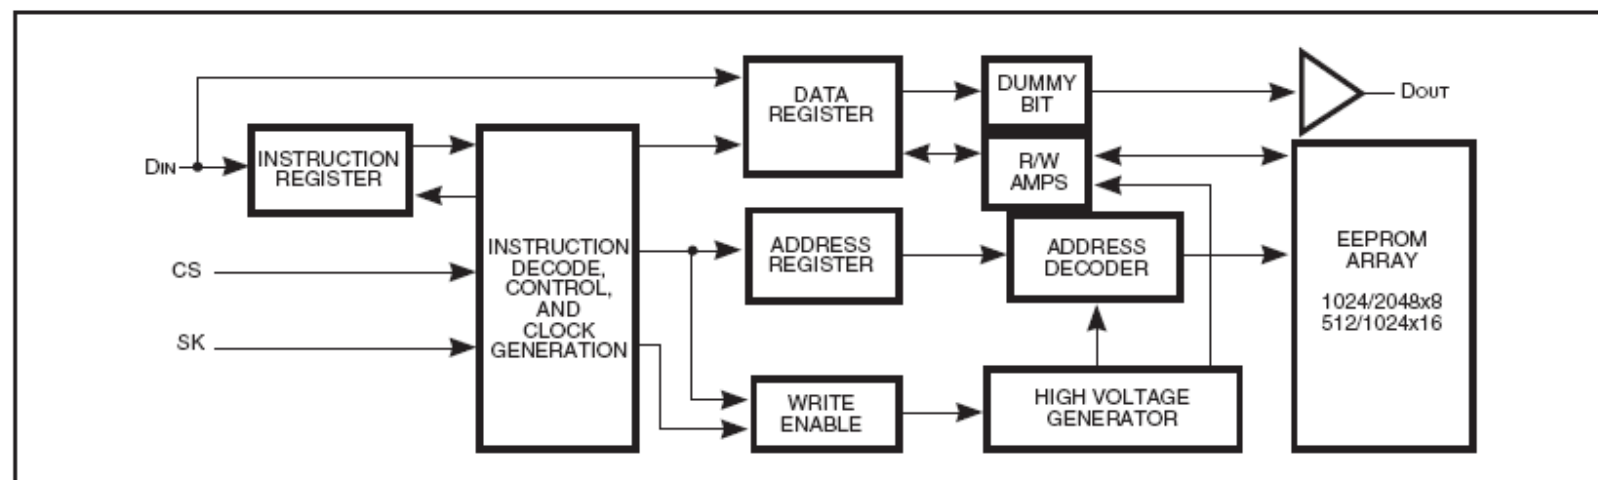 DATA
REGISTER
DUMMY
BIT
DOUT
DIN
INSTRUCTION
REGISTER
R/W
AMPS
CS
SK
INSTRUCTION
DECODE,
CONTROL,
AND
CLOCK
GENERATION
ADDRESS
REGISTER
ADDRESS
DECODER
EEPROM
ARRAY
1024/2048x8
512/1024x16
WRITE
ENABLE
HIGH VOLTAGE
GENERATOR